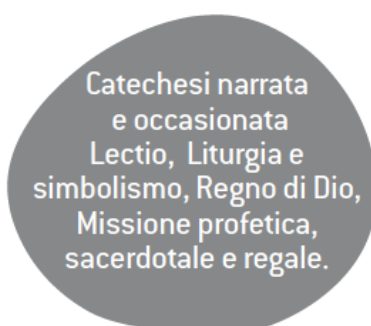 Catechesi narrata
e occasionata
Lectio, Liturgia e
simbolismo, Regno di Dio,
Missione profetica,
sacerdotale e regale.